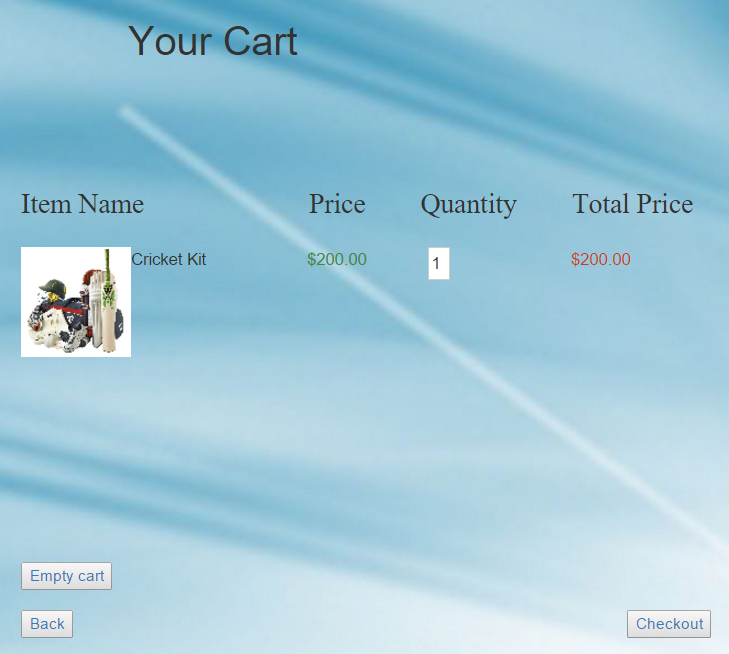 Your Cart
Item Name Price Quantity Total Price
Cricket Kit $200.00 1 $200.00
Empty cart
Back Checkout